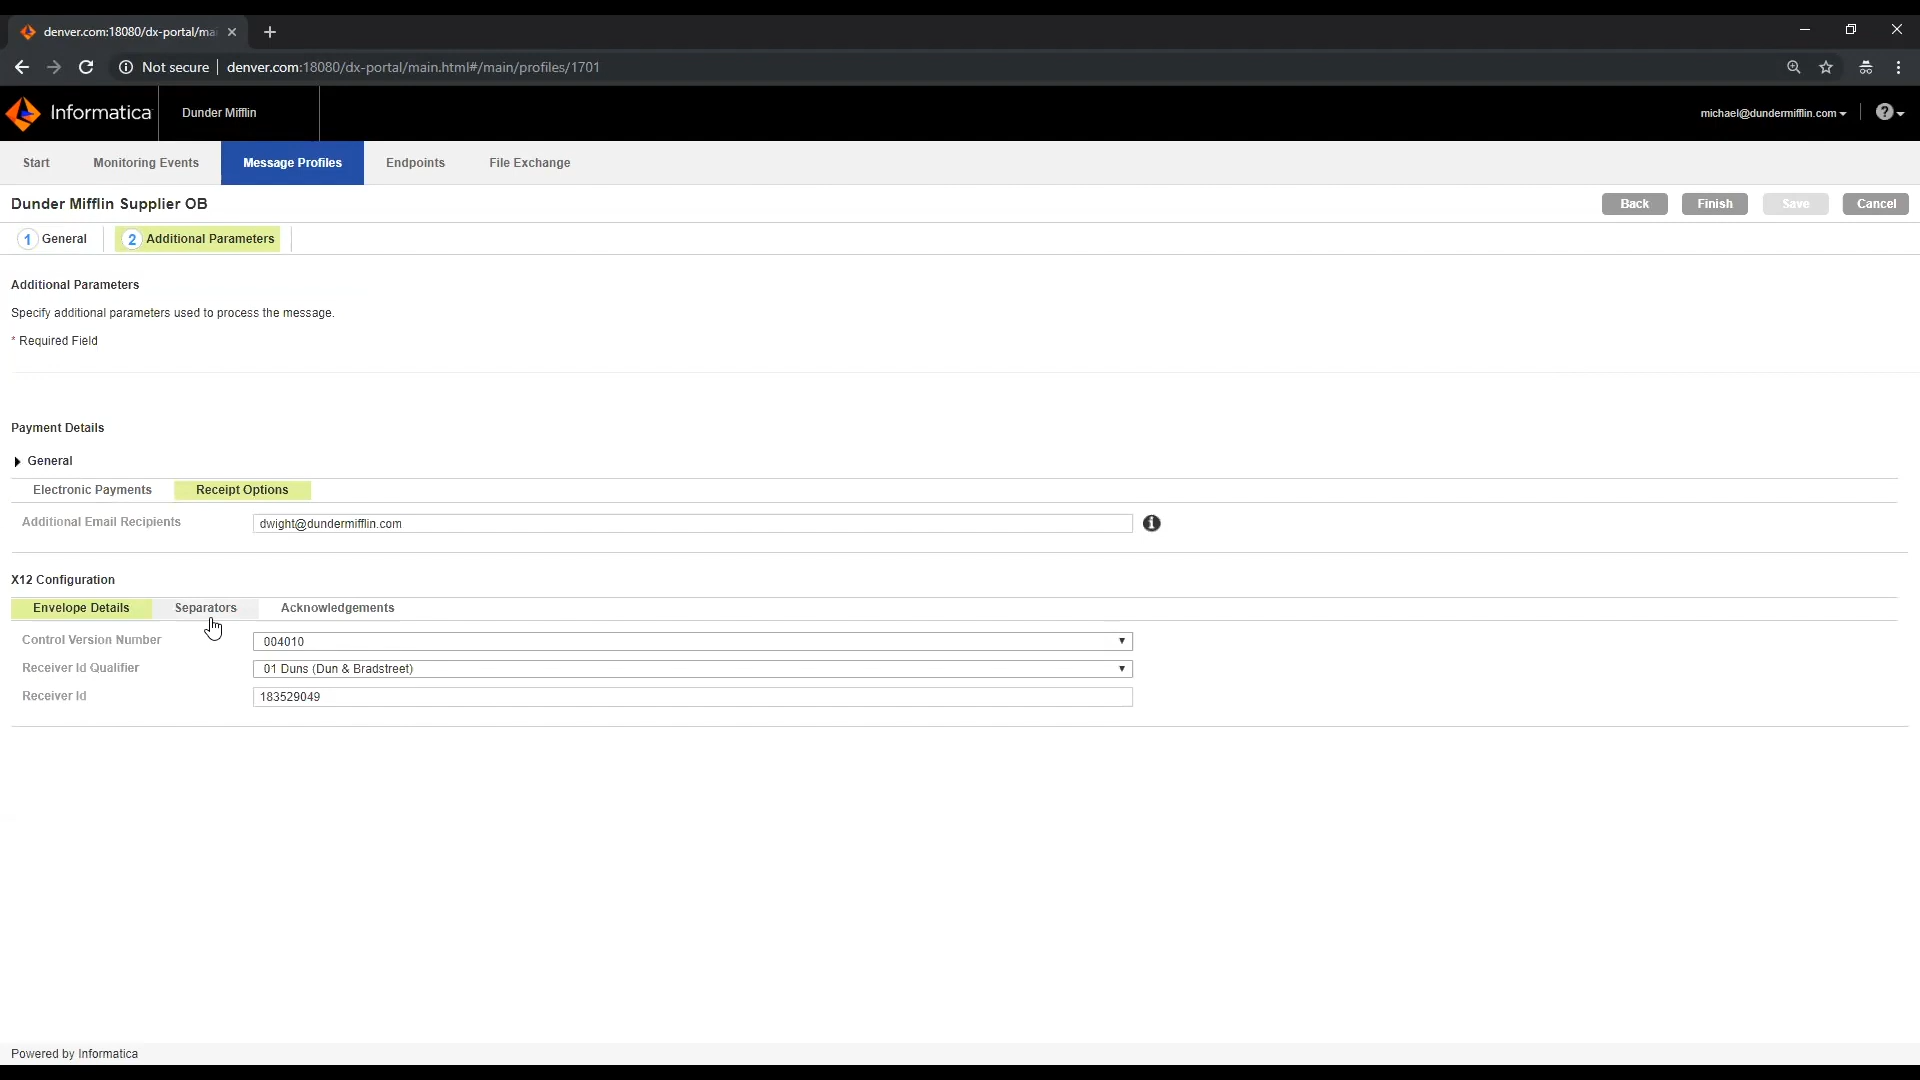 denver.com:18080/dx-portal/mai
Not secure denver.com:18080/dx-portal/main.html#/main/profiles/1701
Informatica Dunder Mifflin michael@dundermifflin.com ?
Start Monitoring Events Message Profiles Endpoints File Exchange
Dunder Mifflin Supplier OB Back Finish Save Cancel
1 General 2 Additional Parameters
Additional Parameters
Specify additional parameters used to process the message.
* Required Field
Payment Details
General
Electronic Payments Receipt Options
Additional Email Recipients dwight@dundermifflin.com
X12 Configuration
Envelope Details Separators Acknowledgements
Control Version Number 004010
Receiver Id Qualifier 01 Duns (Dun & Bradstreet)
Receiver Id 183529049
Powered by Informatica